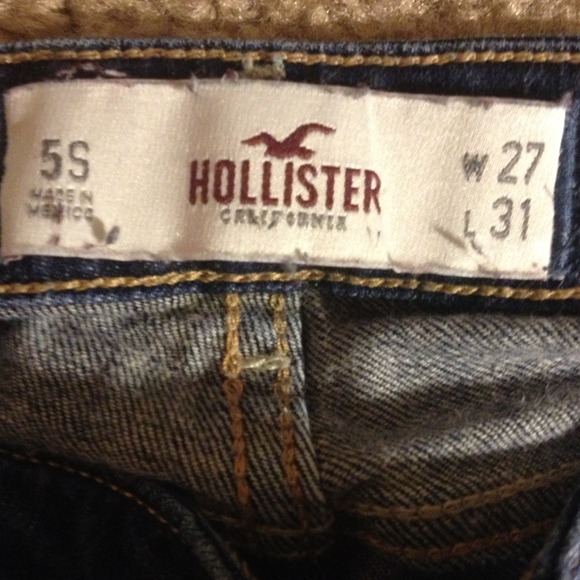 5S
MADE IN
MEXICO
HOLLISTER
CALIFORNIA
W 27
L 31